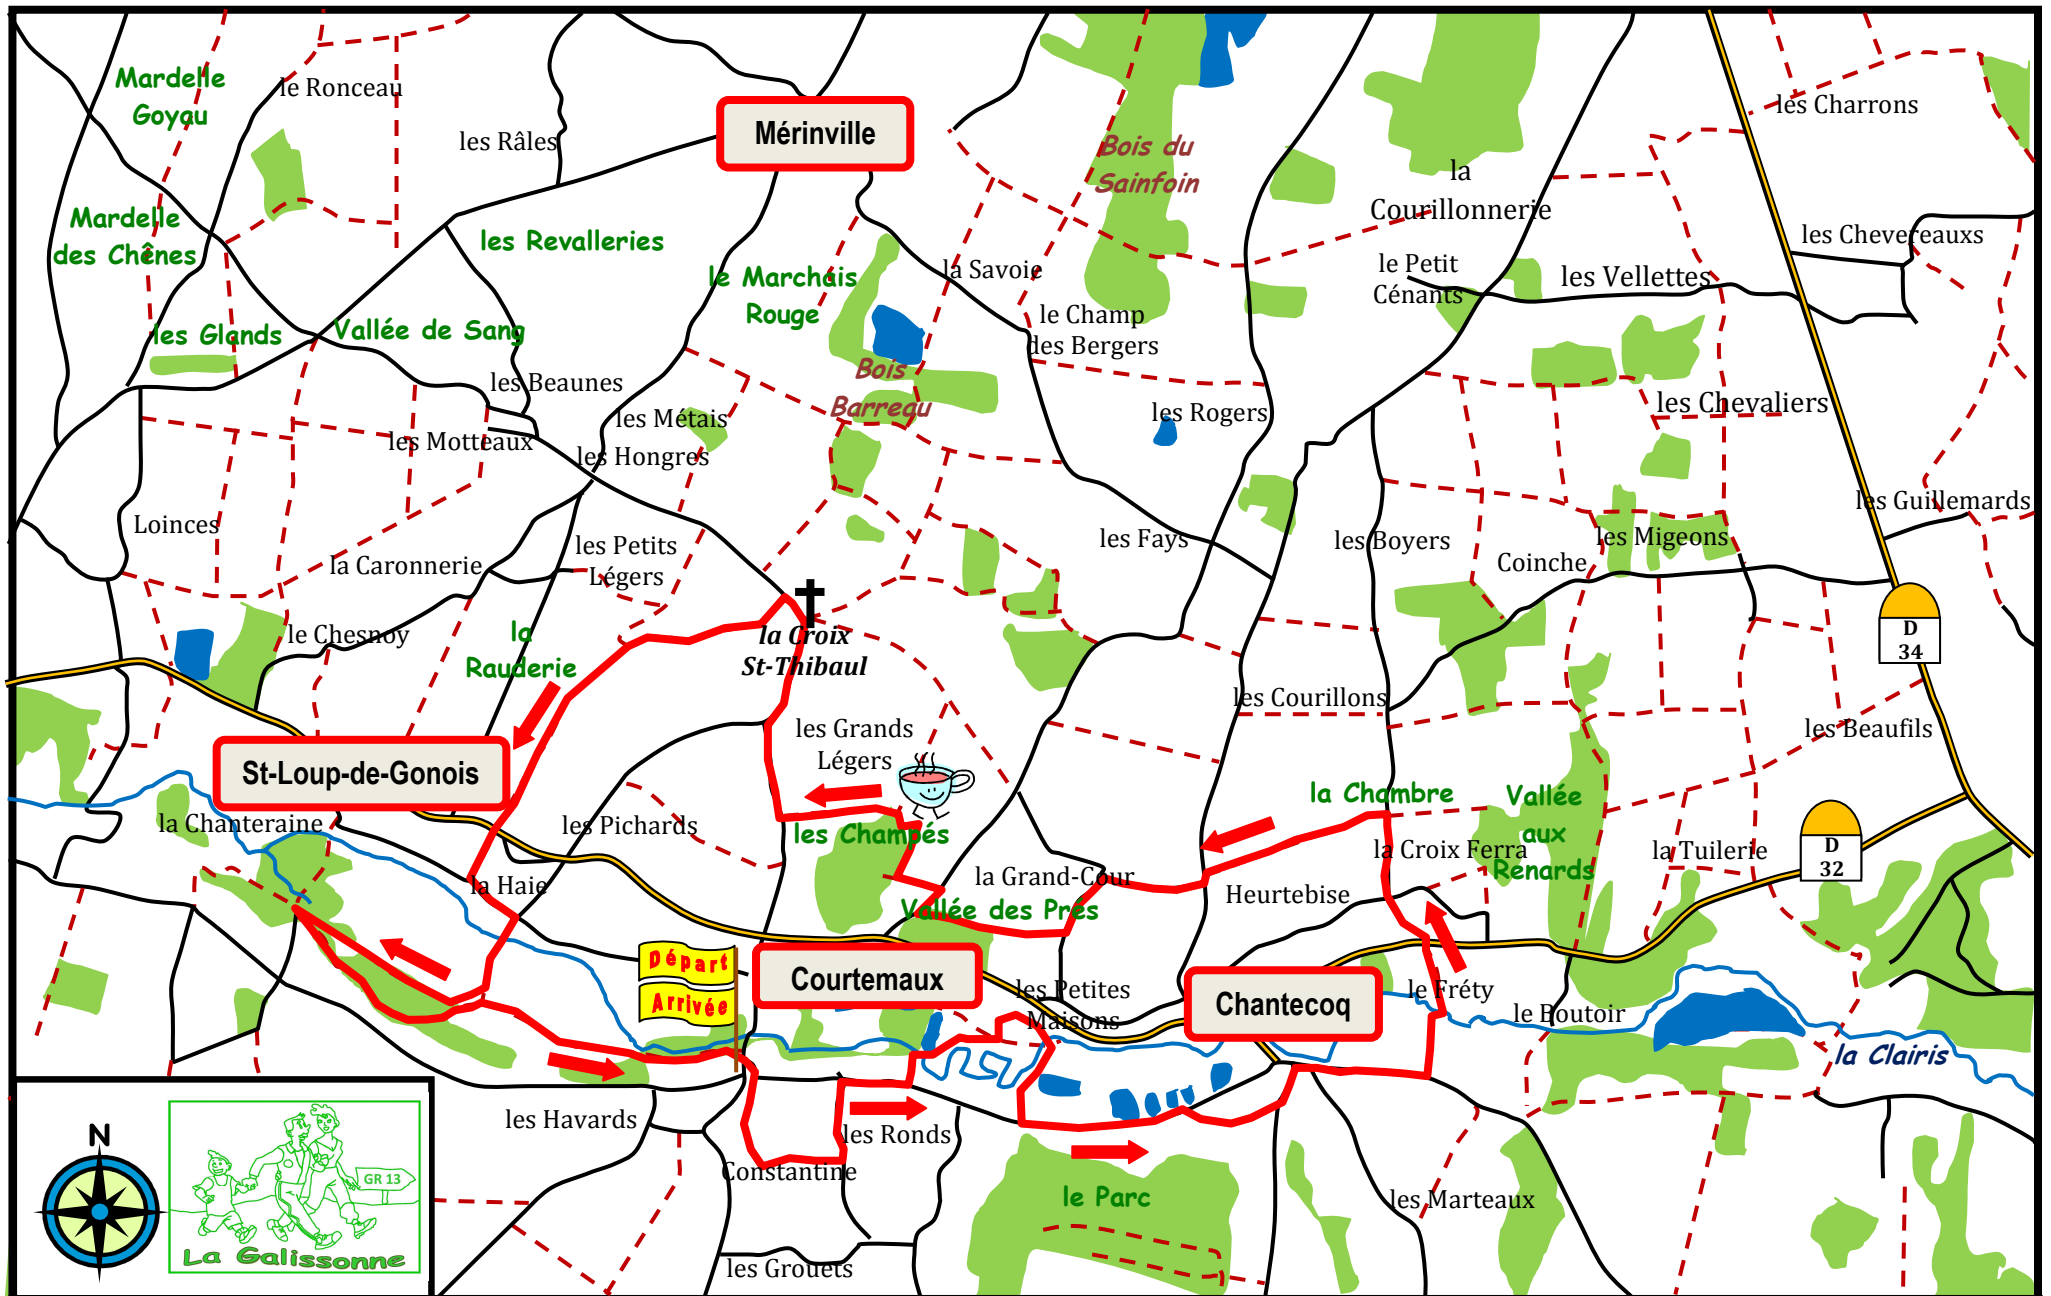 Mardelle
Goyau
le Ronceau
les Râles
Mérinville
Bois du
Sainfoin
les Charrons
la
Courillonnerie
Mardelle
des Chênes
les Revalleries
les Chevereauxs
le Marchais
Rouge
la Savoie
le Petit
Cénants
les Vellettes
les Glands
Vallée de Sang
le Champ
des Bergers
Bois
Barreau
les Beaunes
les Métais
les Rogers
les Chevaliers
les Motteaux
les Hongres
Loinces
les Guillemards
la Caronnerie
les Petits
Légers
les Fays
les Boyers
Coinche
les Migeons
le Chesnoy
la
Rauderie
la Croix
St-Thibaul
D
34
les Courillons
les Grands
Légers
les Beaufils
St-Loup-de-Gonois
la Chambre
Vallée
aux
Renards
la Chanteraine
les Pichards
les Champés
la Croix Ferra
la Tuilerie
D
32
la Haie
la Grand-Cour
Heurtebise
Vallée des Prés
Départ
Arrivée
Courtemaux
les Petites
Maisons
Chantecoq
le Fréty
le Boutoir
la Clairis
les Havards
les Ronds
Constantine
le Parc
les Marteaux
les Grouets
N
GR 13
La Galissonne